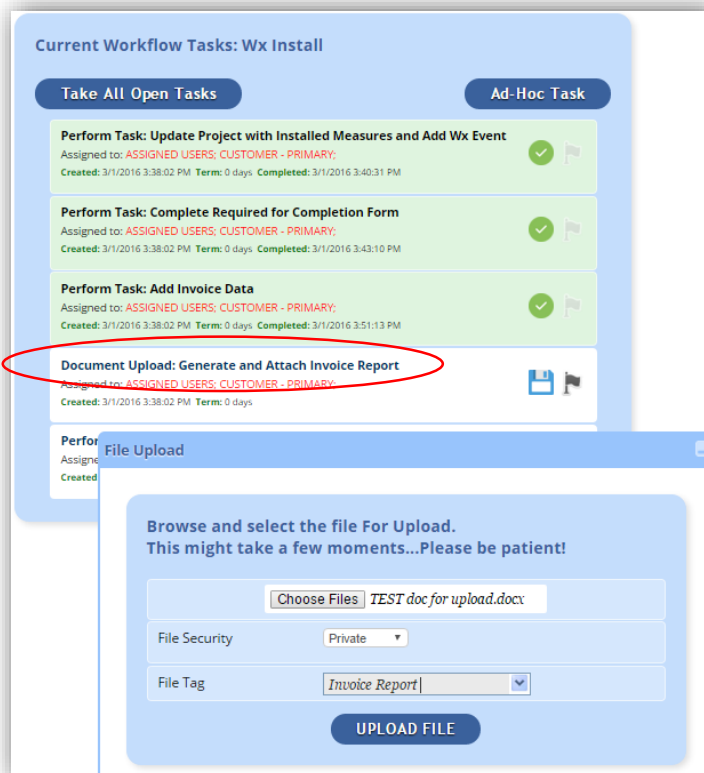 Current Workflow Tasks: Wx Install
Take All Open Tasks
Ad-Hoc Task
Perform Task: Update Project with Installed Measures and Add Wx Event
Assigned to: ASSIGNED USERS; CUSTOMER - PRIMARY;
Created: 3/1/2016 3:38:02 PM Term: 0 days Completed: 3/1/2016 3:40:31 PM
Perform Task: Complete Required for Completion Form
Assigned to: ASSIGNED USERS; CUSTOMER - PRIMARY;
Created: 3/1/2016 3:38:02 PM Term: 0 days Completed: 3/1/2016 3:43:10 PM
Perform Task: Add Invoice Data
Assigned to: ASSIGNED USERS; CUSTOMER - PRIMARY;
Created: 3/1/2016 3:38:02 PM Term: 0 days Completed: 3/1/2016 3:51:13 PM
Document Upload: Generate and Attach Invoice Report
Assigned to: ASSIGNED USERS; CUSTOMER - PRIMARY;
Created: 3/1/2016 3:38:02 PM Term: 0 days
Perfor
Assigne
Created
File Upload
Browse and select the file For Upload.
This might take a few moments...Please be patient!
Choose Files TEST doc for upload.docx
File Security Private
File Tag Invoice Report
UPLOAD FILE